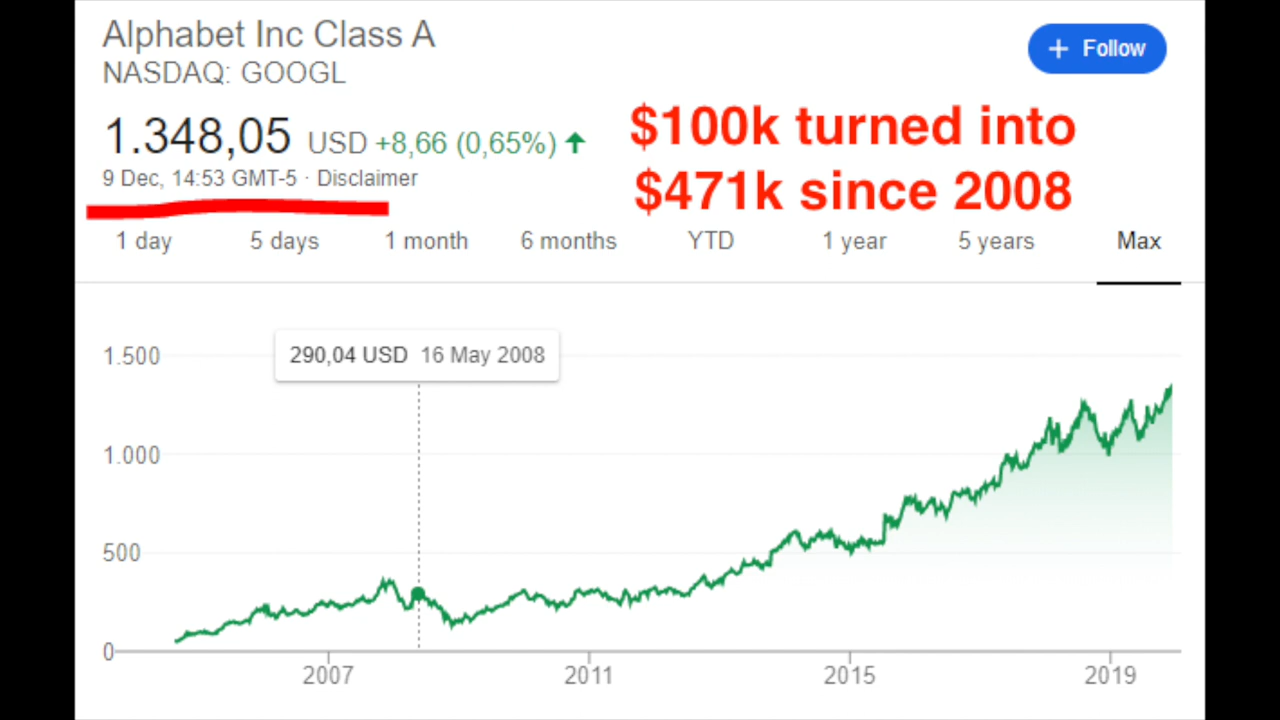 Alphabet Inc Class A
NASDAQ: GOOGL
+ Follow
1.348,05 USD +8,66 (0,65%) ↑
9 Dec, 14:53 GMT-5 · Disclaimer
$100k turned into
$471k since 2008
1 day 5 days 1 month 6 months YTD 1 year 5 years Max
290,04 USD 16 May 2008
1.500
1.000
500
0
2007 2011 2015 2019